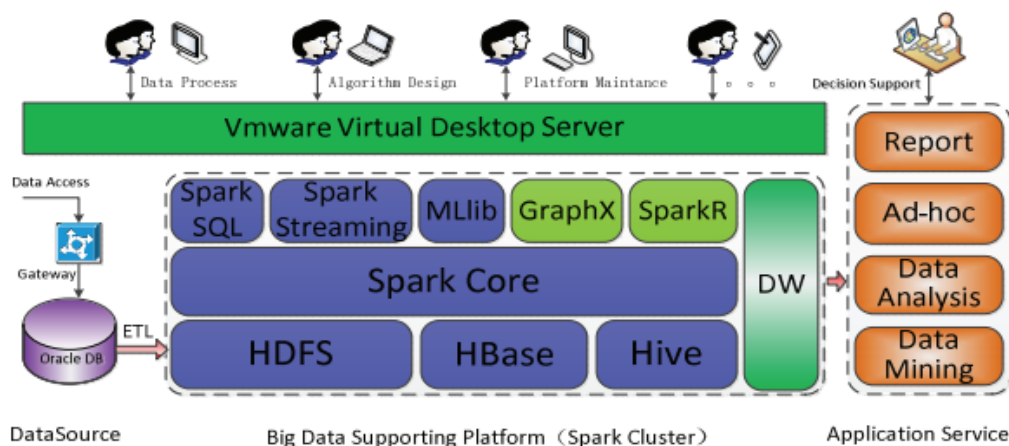 Data Process
Algorithm Design
Platform Maintance
。 。 。
Decision Support
Vmware Virtual Desktop Server
Data Access
Gateway
Oracle DB
ETL
Spark
SQL
Spark
Streaming
MLlib
GraphX
SparkR
Spark Core
HDFS
HBase
Hive
DW
Report
Ad-hoc
Data
Analysis
Data
Mining
DataSource
Big Data Supporting Platform（Spark Cluster）
Application Service